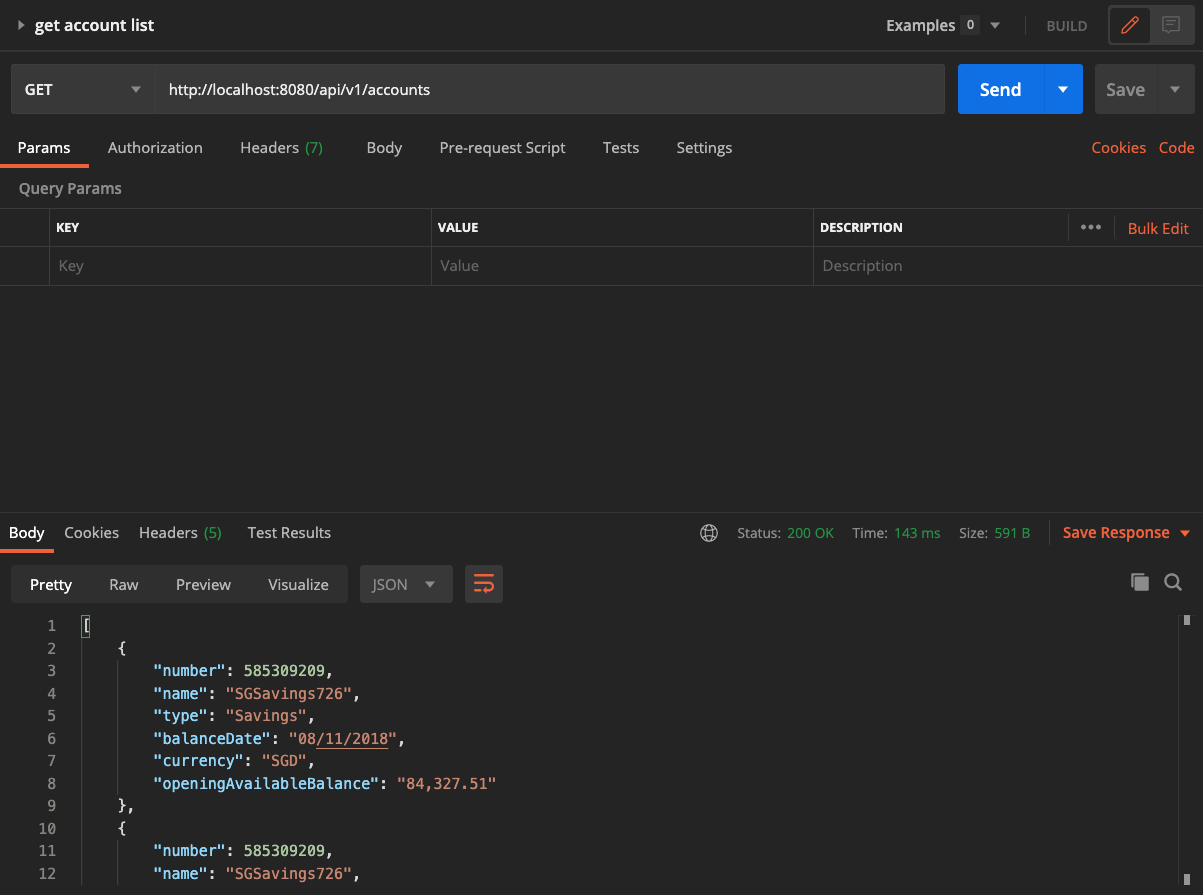 get account list Examples 0 BUILD
GET http://localhost:8080/api/v1/accounts Send Save
Params Authorization Headers (7) Body Pre-request Script Tests Settings Cookies Code
Query Params
KEY VALUE DESCRIPTION ••• Bulk Edit
Key Value Description
Body Cookies Headers (5) Test Results Status: 200 OK Time: 143 ms Size: 591 B Save Response
Pretty Raw Preview Visualize JSON
1 [
2 {
3 "number": 585309209,
4 "name": "SGSavings726",
5 "type": "Savings",
6 "balanceDate": "08/11/2018",
7 "currency": "SGD",
8 "openingAvailableBalance": "84,327.51"
9 },
10 {
11 "number": 585309209,
12 "name": "SGSavings726",